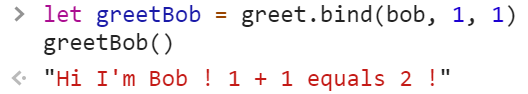 > let greetBob = greet.bind(bob, 1, 1)
greetBob()
<· "Hi I'm Bob ! 1 + 1 equals 2 !"